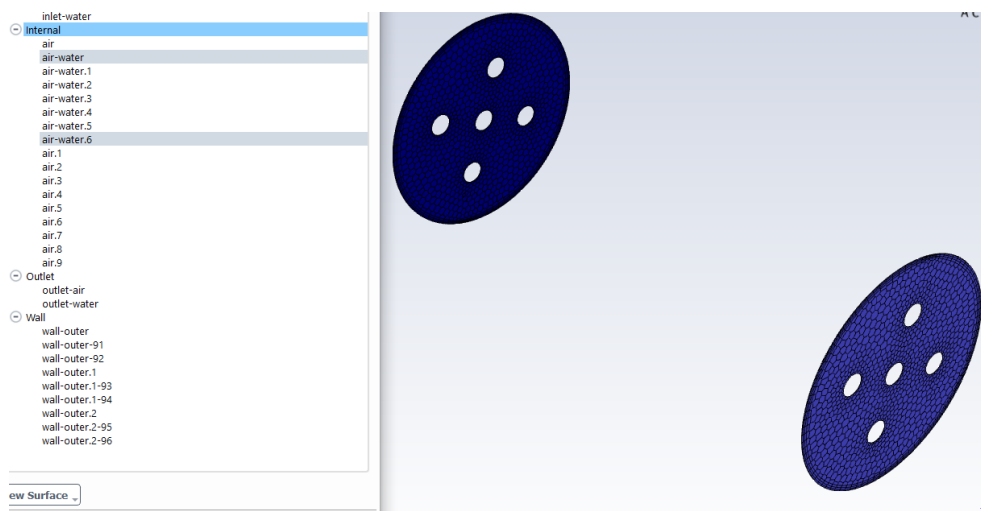 inlet-water
Internal
air
air-water
air-water.1
air-water.2
air-water.3
air-water.4
air-water.5
air-water.6
air.1
air.2
air.3
air.4
air.5
air.6
air.7
air.8
air.9
Outlet
outlet-air
outlet-water
Wall
wall-outer
wall-outer-91
wall-outer-92
wall-outer.1
wall-outer.1-93
wall-outer.1-94
wall-outer.2
wall-outer.2-95
wall-outer.2-96
ew Surface